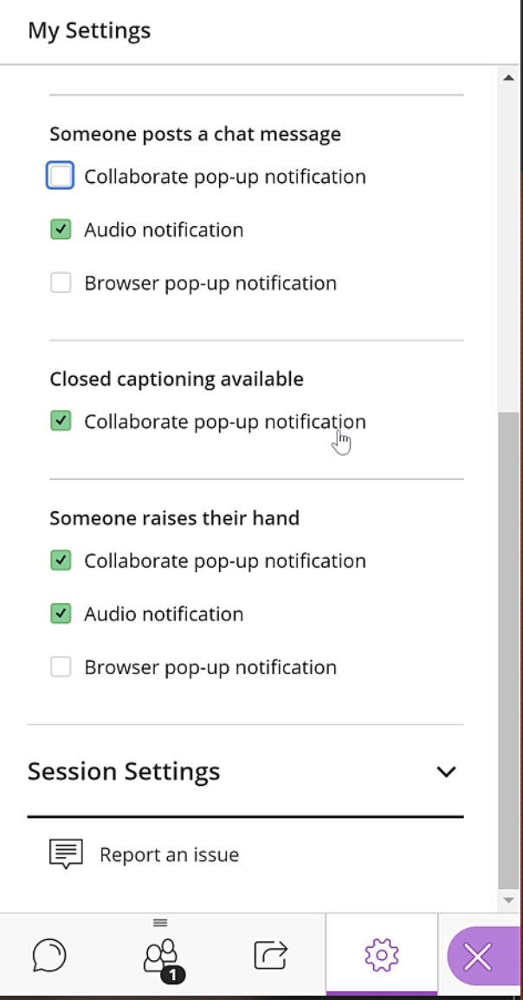 My Settings
Someone posts a chat message
Collaborate pop-up notification
Audio notification
Browser pop-up notification
Closed captioning available
Collaborate pop-up notification
Someone raises their hand
Collaborate pop-up notification
Audio notification
Browser pop-up notification
Session Settings
Report an issue
1